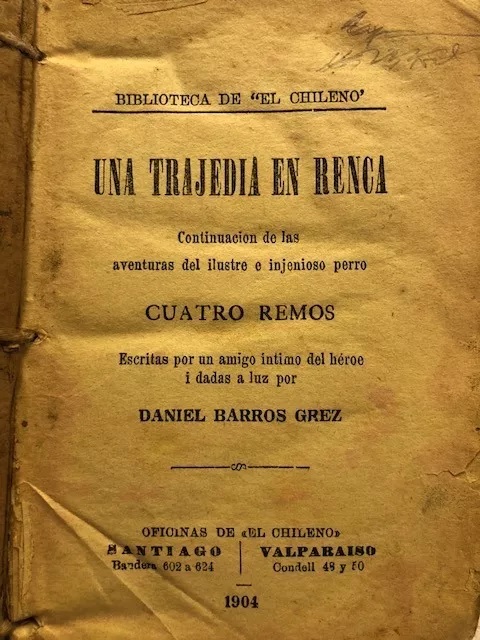 BIBLIOTECA DE "EL CHILENO'
UNA TRAJEDIA EN RENCA
Continuacion de las
aventuras del ilustre e injenioso perro
CUATRO REMOS
Escritas por un amigo íntimo del héroe
i dadas a luz por
DANIEL BARROS GREZ
OFICINAS DE «EL CHILENO»
SANTIAGO | VALPARAISO
Bandera 602 a 624 | Condell 48 y 50
1904